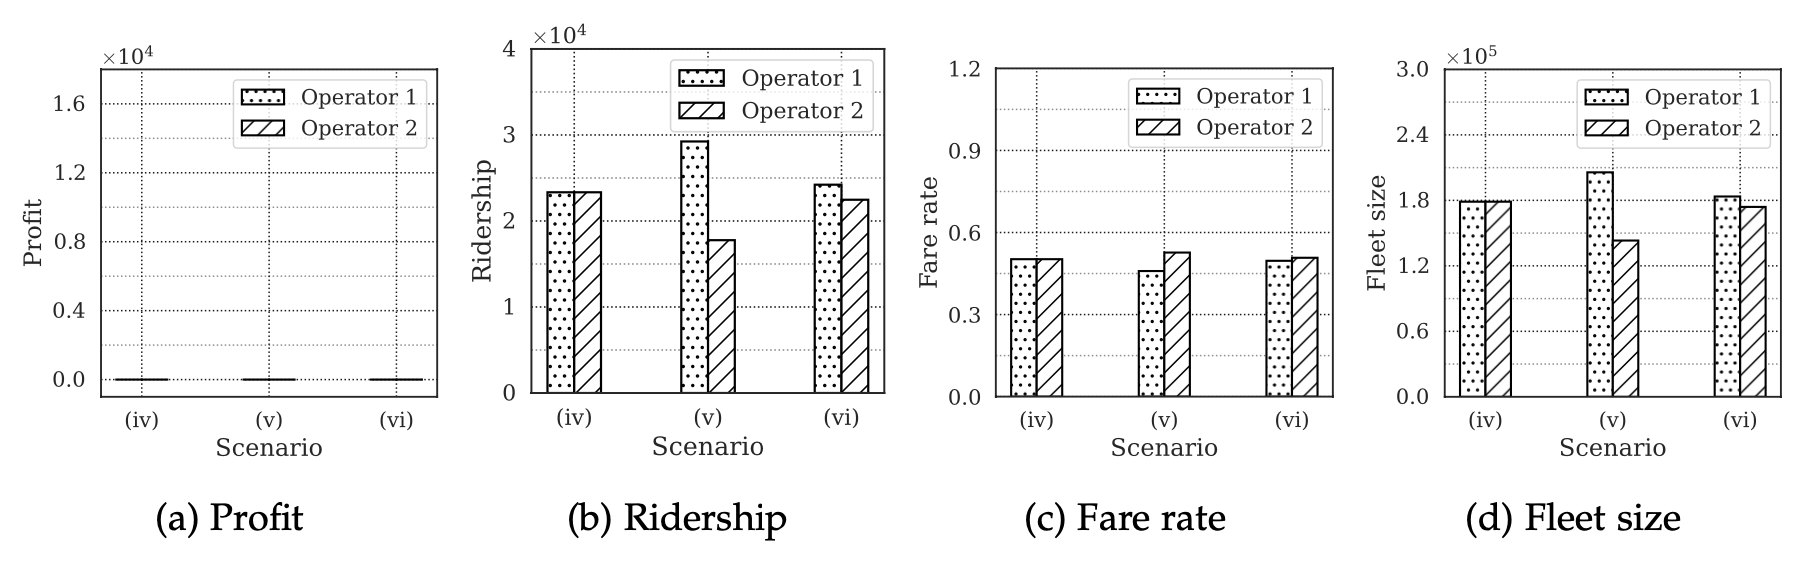 ×10⁴
1.6
1.2
0.8
0.4
0.0
Profit
Operator 1
Operator 2
(iv) (v) (vi)
Scenario
(a) Profit
×10⁴
4
3
2
1
0
Ridership
Operator 1
Operator 2
(iv) (v) (vi)
Scenario
(b) Ridership
1.2
0.9
0.6
0.3
0.0
Fare rate
Operator 1
Operator 2
(iv) (v) (vi)
Scenario
(c) Fare rate
×10⁵
3.0
2.4
1.8
1.2
0.6
0.0
Fleet size
Operator 1
Operator 2
(iv) (v) (vi)
Scenario
(d) Fleet size